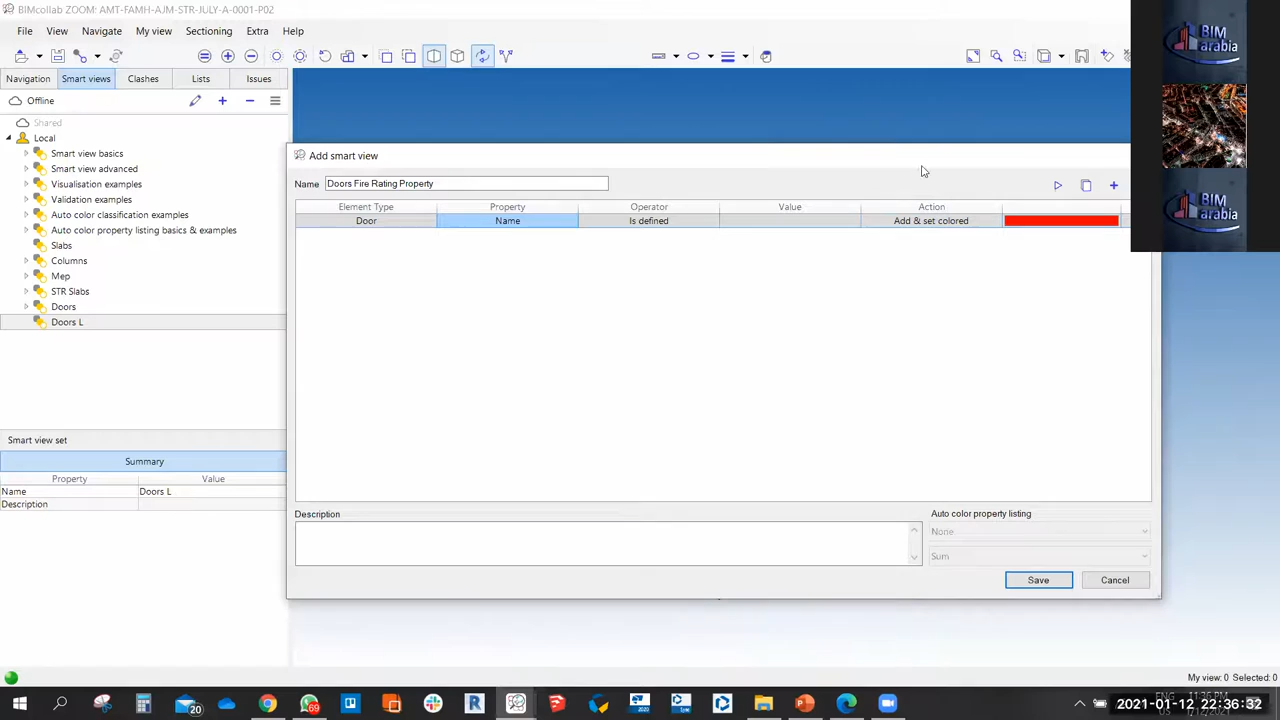 BIMcollab ZOOM: AMT-FAMH-AJM-STR-JULY-A-0001-P02
File View Navigate My view Sectioning Extra Help
Navigation Smart views Clashes Lists Issues
Offline
Shared
Local
Smart view basics
Smart view advanced
Visualisation examples
Validation examples
Auto color classification examples
Auto color property listing basics & examples
Slabs
Columns
Mep
STR Slabs
Doors
Doors L
Smart view set
Summary
Property Value
Name Doors L
Description
Add smart view
Name Doors Fire Rating Property
Element Type Property Operator Value Action
Door Name Is defined Add & set colored
Description
Auto color property listing
None
Sum
Save Cancel
BIM
arabia
BIM
arabia
My view: 0 Selected: 0
20
69
2020
ENG
2021-01-12 22:36:32